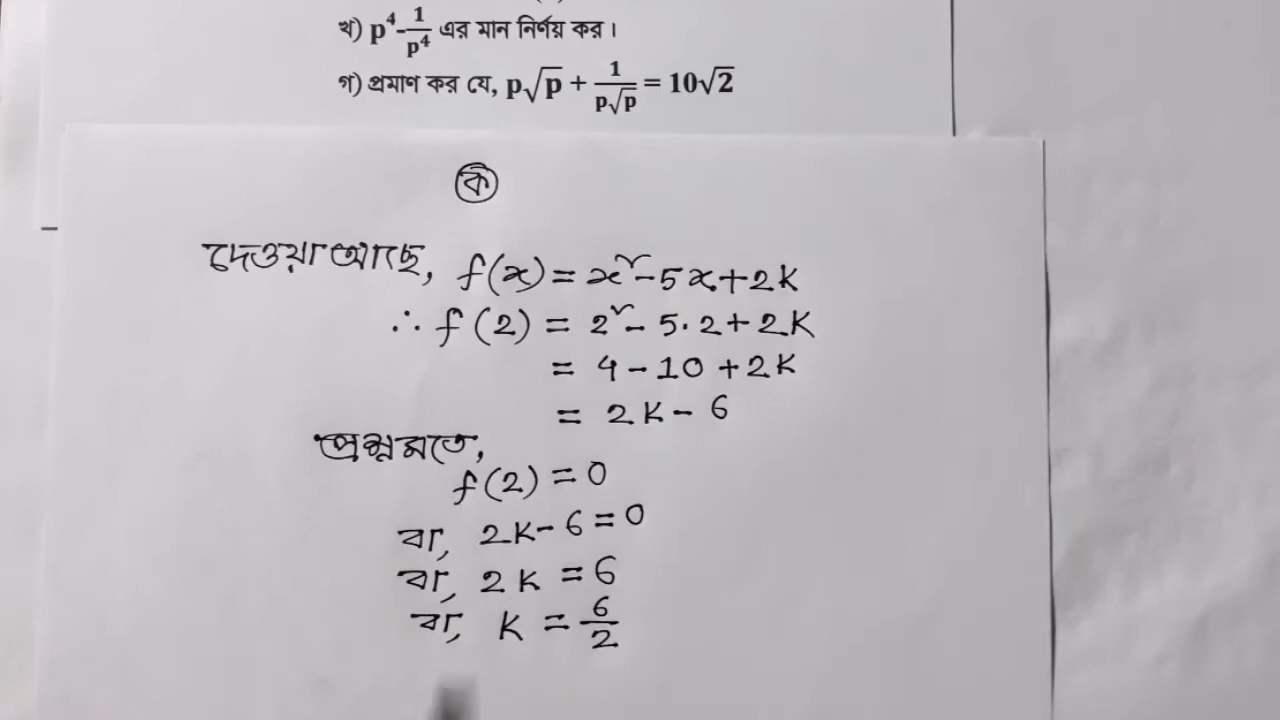 খ) p⁴-1/p⁴ এর মান নির্ণয় কর।
গ) প্রমাণ কর যে, p√p + 1/p√p = 10√2
ক
দেওয়া আছে, f(x) = x² - 5x + 2K
∴ f(2) = 2² - 5·2 + 2K
= 4 - 10 + 2K
= 2K - 6
প্রশ্নমতে,
f(2) = 0
বা, 2K - 6 = 0
বা, 2K = 6
বা, K = 6/2